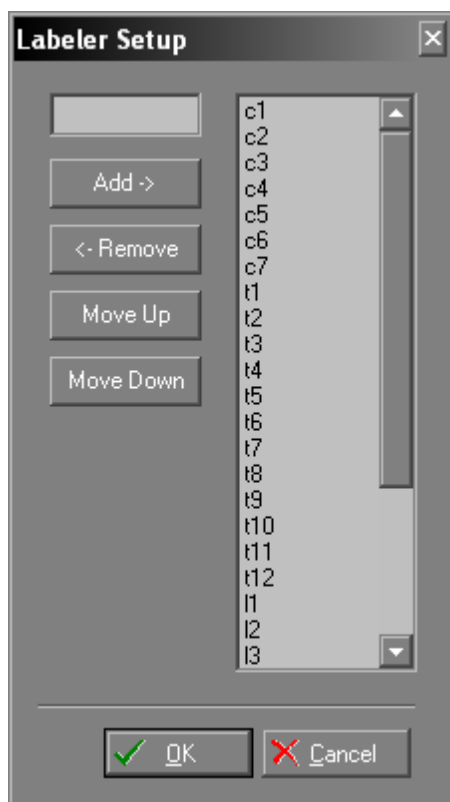 Labeler Setup
Add ->
<- Remove
Move Up
Move Down
c1
c2
c3
c4
c5
c6
c7
t1
t2
t3
t4
t5
t6
t7
t8
t9
t10
t11
t12
l1
l2
l3
OK
Cancel